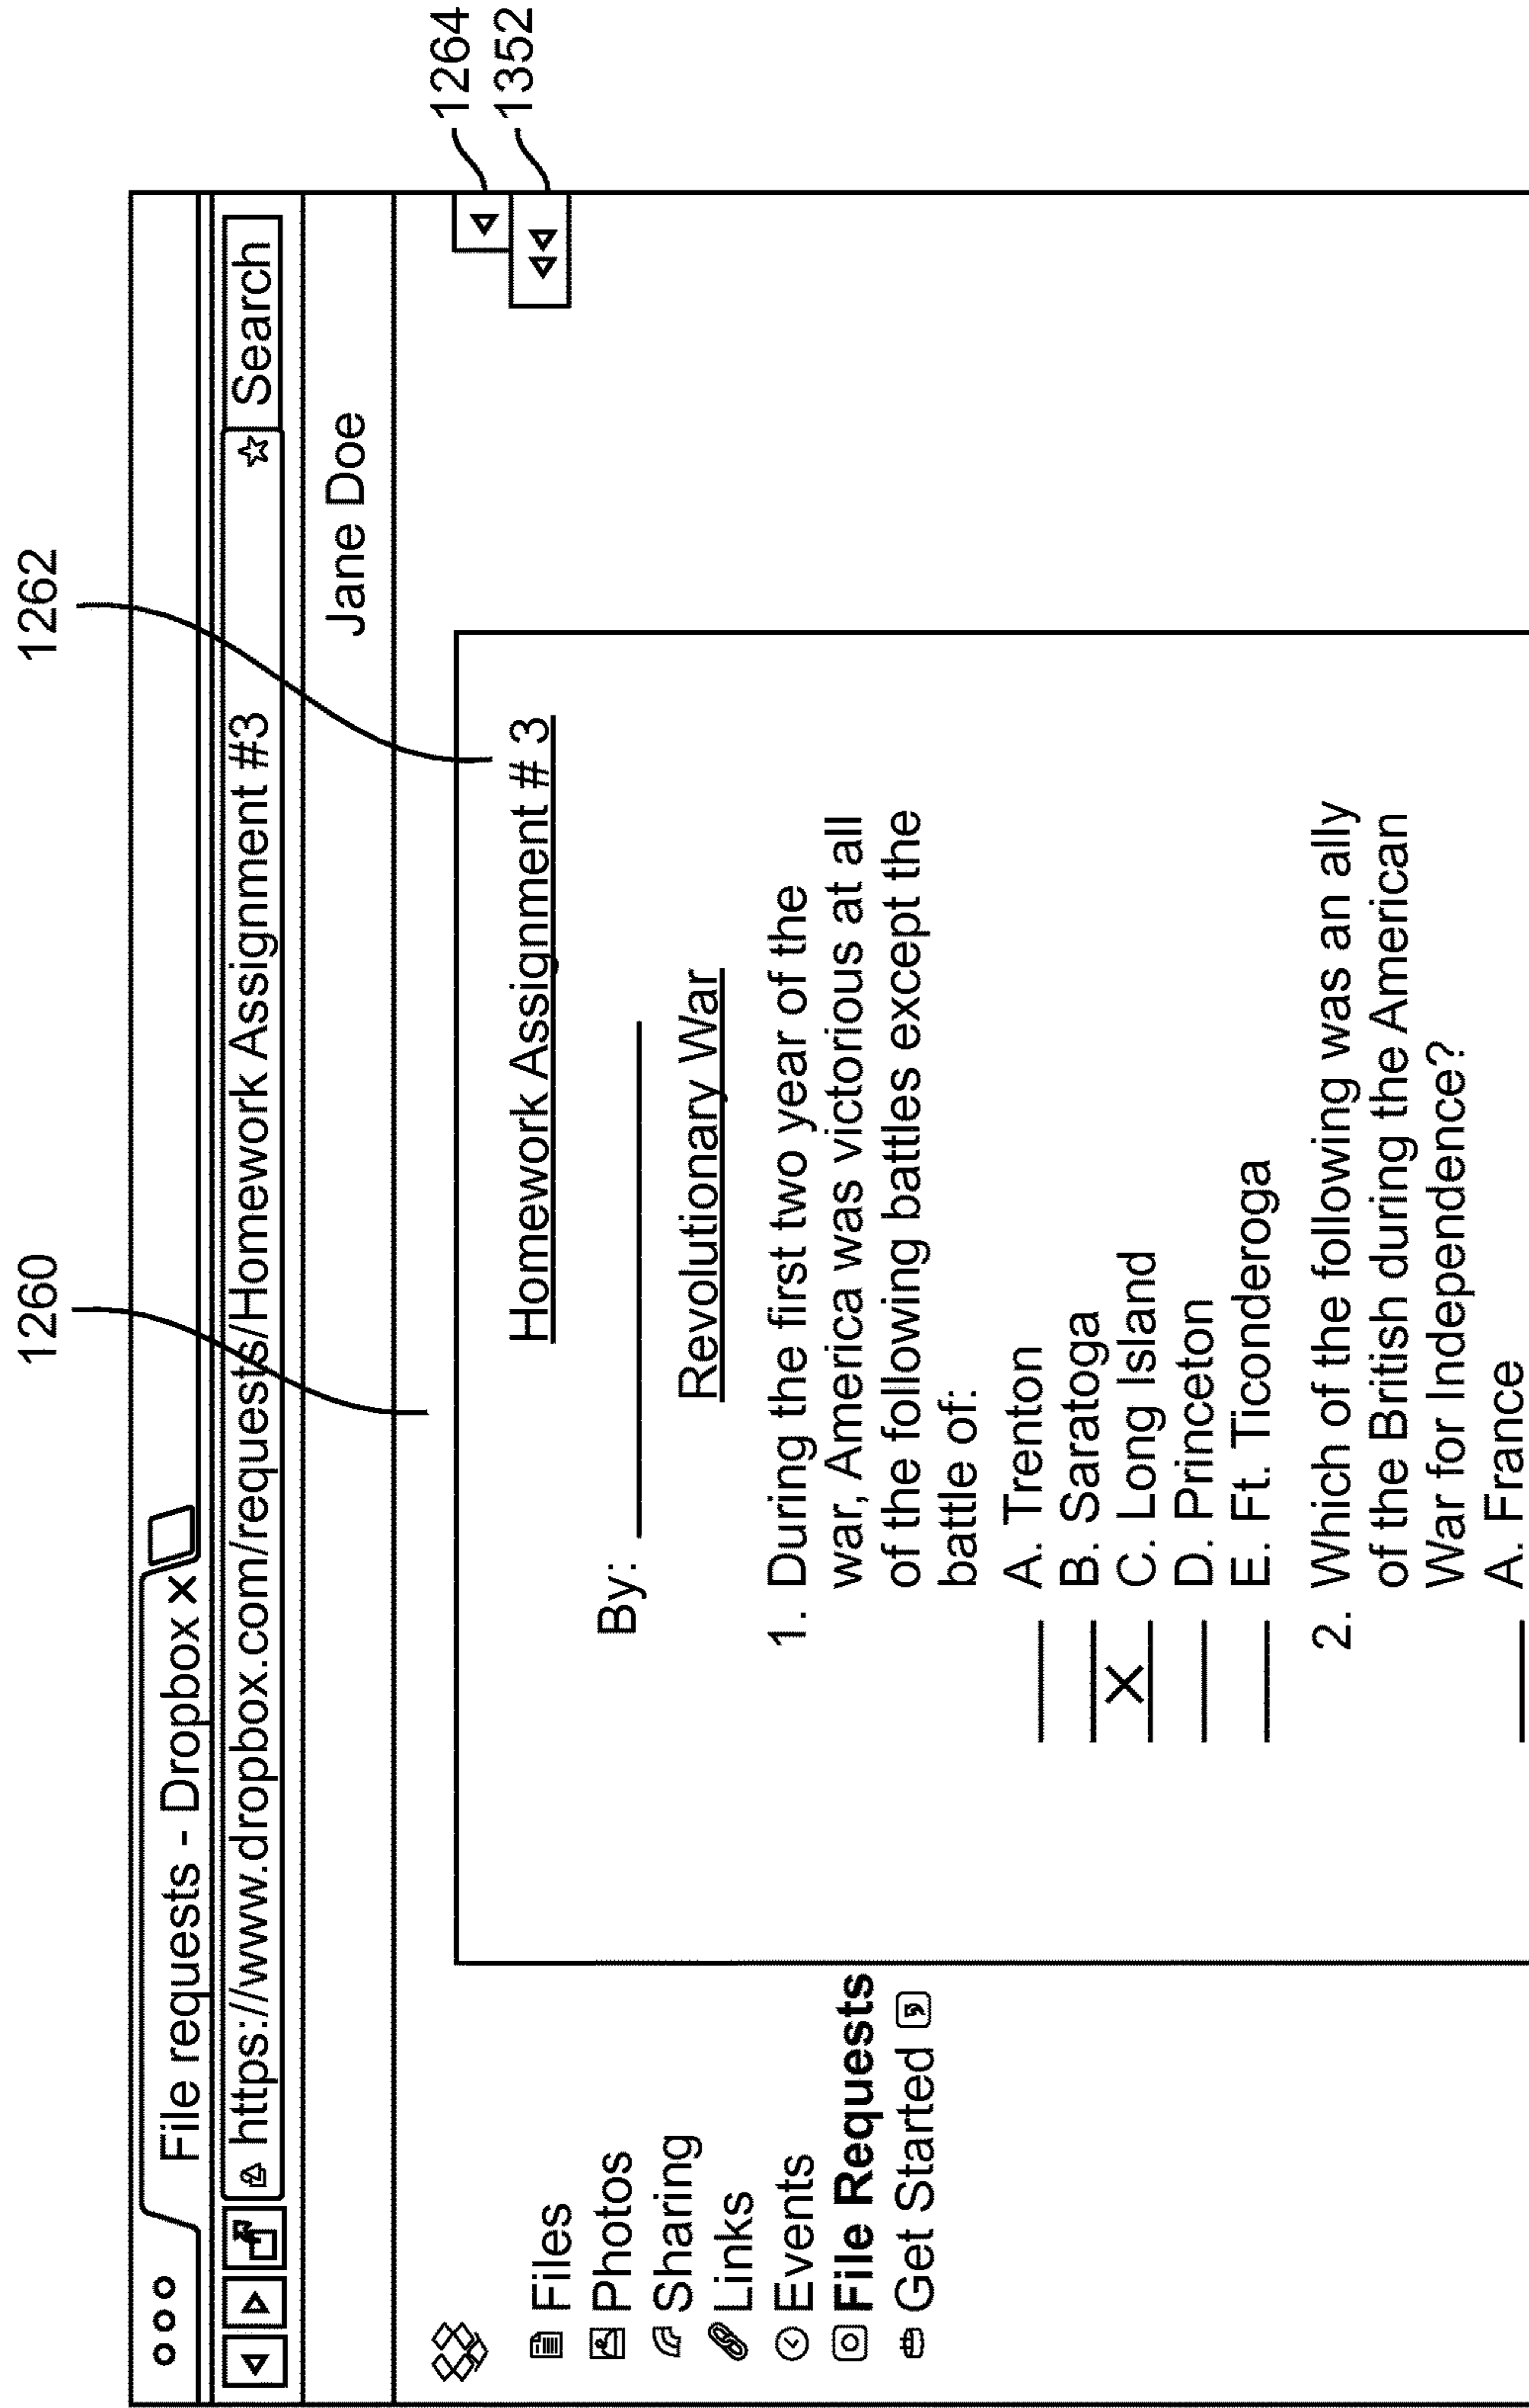 1260
1262
File requests - Dropbox X
https://www.dropbox.com/requests/Homework Assignment #3
Search
Jane Doe
1264
1352
Files
Photos
Sharing
Links
Events
File Requests
Get Started
Homework Assignment # 3
By:
Revolutionary War
1. During the first two year of the
war, America was victorious at all
of the following battles except the
battle of:
A. Trenton
B. Saratoga
X C. Long Island
D. Princeton
E. Ft. Ticonderoga
2. Which of the following was an ally
of the British during the American
War for Independence?
A. France